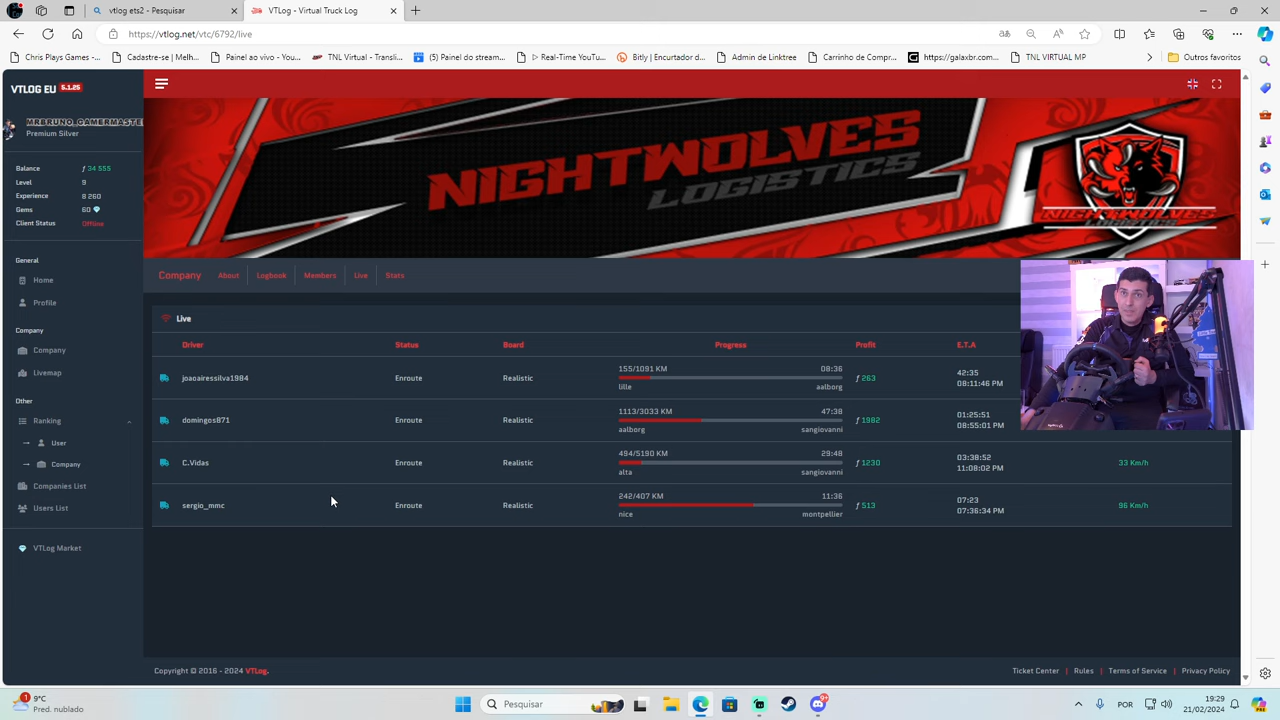 VTLog - Virtual Truck Log
https://vtlog.net/vtc/6792/live
Chris Plays Games -...
Cadastre-se | Melh...
TNL Virtual - Truck...
(5) Painel do stream...
▷ Real-Time YouTu...
Bitly | Encurtador d...
Admin de Linktree
Carrinho de Compr...
https://galaxbr.com...
TNL VIRTUAL MP
Outros favoritos
VTLOG EU 5.1.25
MRBRUNO_GAMERMASTE
Premium Silver
Balance ƒ 34 555
Level 9
Experience 8 260
Gems 60
Client Status Offline
General
Home
Profile
Company
Company
Livemap
Other
Ranking
User
Company
Companies List
Users List
VTLog Market
NIGHTWOLVES
LOGISTICS
NIGHTWOLVES
LOGISTICS
Company About Logbook Members Live Stats
Live
Driver Status Board Progress Profit E.T.A
joaoairessilva1984 Enroute Realistic 155/1091 KM 08:36 lille aalborg ƒ 263 42:35 08:11:46 PM
domingos871 Enroute Realistic 1113/3033 KM 47:38 aalborg sangiovanni ƒ 1982 01:25:51 08:55:01 PM
C.Vidas Enroute Realistic 494/5190 KM 29:48 alta sangiovanni ƒ 1230 03:38:52 11:08:02 PM 33 Km/h
sergio_mmc Enroute Realistic 242/407 KM 11:36 nice montpellier ƒ 513 07:23 07:36:34 PM 96 Km/h
Copyright © 2016 - 2024 VTLog.
Ticket Center | Rules | Terms of Service | Privacy Policy
1
9°C
Pred. nublado
Pesquisar
9+
POR
19:29
21/02/2024